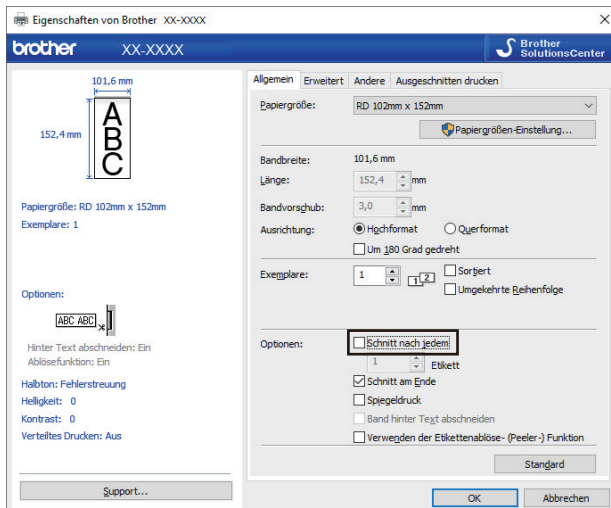 Eigenschaften von Brother XX-XXXX
brother XX-XXXX
Brother
SolutionsCenter
101,6 mm
152,4 mm
A
B
C
Papiergröße: RD 102mm x 152mm
Exemplare: 1
Optionen:
ABC ABC
Hinter Text abschneiden: Ein
Ablösefunktion: Ein
Halbton: Fehlerstreuung
Helligkeit: 0
Kontrast: 0
Verteiltes Drucken: Aus
Support...
Allgemein Erweitert Andere Ausgeschnitten drucken
Papiergröße: RD 102mm x 152mm
Papiergrößen-Einstellung...
Bandbreite: 101,6 mm
Länge: 152,4 mm
Bandvorschub: 3,0 mm
Ausrichtung: Hochformat Querformat
Um 180 Grad gedreht
Exemplare: 1 1 2 Sortiert
Umgekehrte Reihenfolge
Optionen: Schnitt nach jedem
1 Etikett
Schnitt am Ende
Spiegeldruck
Band hinter Text abschneiden
Verwenden der Etikettenablöse- (Peeler-) Funktion
Standard
OK Abbrechen